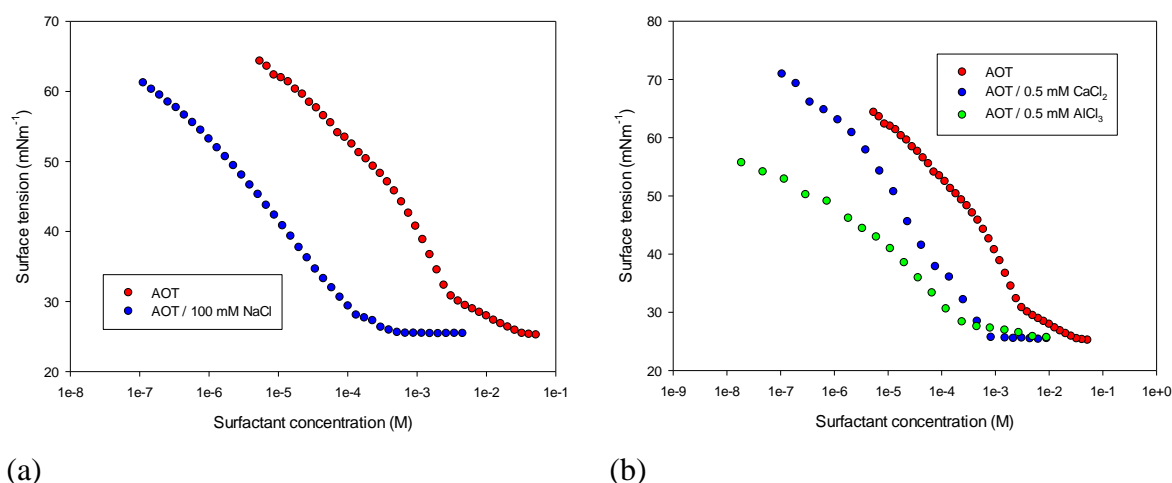 70
60
50
40
30
20
Surface tension (mNm⁻¹)
AOT
AOT / 100 mM NaCl
1e-8 1e-7 1e-6 1e-5 1e-4 1e-3 1e-2 1e-1
Surfactant concentration (M)
(a)
80
70
60
50
40
30
20
Surface tension (mNm⁻¹)
AOT
AOT / 0.5 mM CaCl₂
AOT / 0.5 mM AlCl₃
1e-9 1e-8 1e-7 1e-6 1e-5 1e-4 1e-3 1e-2 1e-1 1e+0
Surfactant concentration (M)
(b)